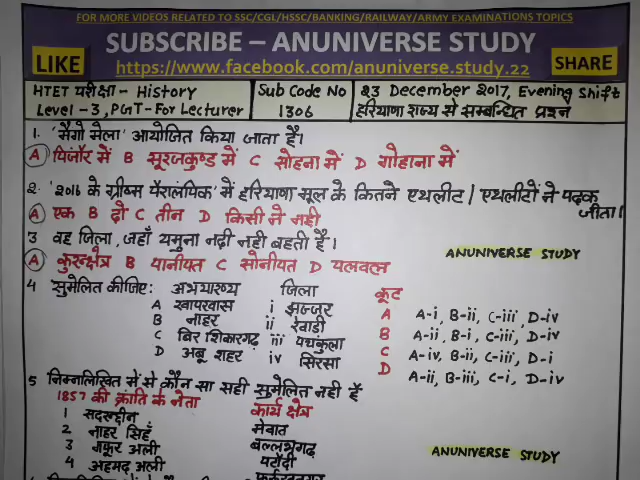 FOR MORE VIDEOS RELATED TO SSC/CGL/HSSC/BANKING/RAILWAY/ARMY EXAMINATIONS TOPICS
SUBSCRIBE – ANUNIVERSE STUDY
LIKE
https://www.facebook.com/anuniverse.study.22
SHARE
HTET परीक्षा - History
Level - 3, PGT - For Lecturer
Sub Code No
1306
23 December 2017, Evening Shift
हरियाणा राज्य से सम्बन्धित प्रश्न
1. 'मैंगो मेला' आयोजित किया जाता है।
A पिंजौर में B सूरजकुण्ड में C सोहना में D गोहाना में
2. '2016 के ग्रीष्म पैरालंपिक' में हरियाणा मूल के कितने एथलीट / एथलीटों ने पदक जीता।
A एक B दो C तीन D किसी ने नही
3 वह जिला, जहाँ यमुना नदी नही बहती है।
ANUNIVERSE STUDY
A कुरूक्षेत्र B पानीपत C सोनीपत D पलवल
4 सुमेलित कीजिए: अभयारण्य जिला कूट
A खापरवास i झज्जर A A-i, B-ii, C-iii, D-iv
B नाहर ii रेवाड़ी B A-ii, B-i, C-iii, D-iv
C बिर शिकारगढ़ iii पचंकुला C A-iv, B-ii, C-iii, D-i
D अबू शहर iv सिरसा D A-ii, B-iii, C-i, D-iv
5 निम्नलिखित में से कौन सा सही सुमेलित नही है
1857 की क्रांति के नेता कार्य क्षेत्र
1 सदरूद्दीन मेवात
2 नाहर सिहँ बल्लभगढ़
3 गफूर अली पटौदी
4 अहमद अली
ANUNIVERSE STUDY